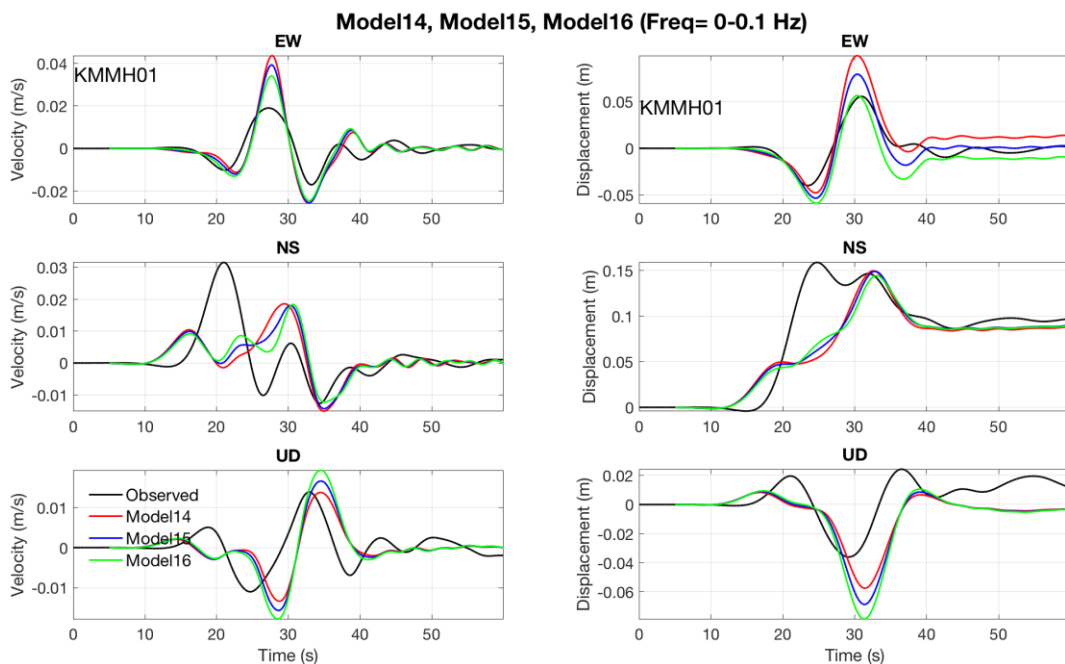 Model14, Model15, Model16 (Freq= 0-0.1 Hz)
EW
KMMH01
Velocity (m/s)
0.04
0.02
0
-0.02
0 10 20 30 40 50
EW
KMMH01
Displacement (m)
0.05
0
-0.05
0 10 20 30 40 50
NS
Velocity (m/s)
0.03
0.02
0.01
0
-0.01
0 10 20 30 40 50
NS
Displacement (m)
0.15
0.10
0.05
0
0 10 20 30 40 50
UD
Velocity (m/s)
0.01
0
-0.01
Observed
Model14
Model15
Model16
0 10 20 30 40 50
Time (s)
UD
Displacement (m)
0.02
0
-0.02
-0.04
-0.06
0 10 20 30 40 50
Time (s)